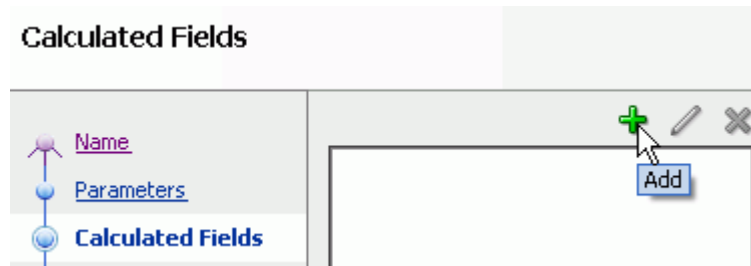 Calculated Fields
Name
Parameters
Add
Calculated Fields